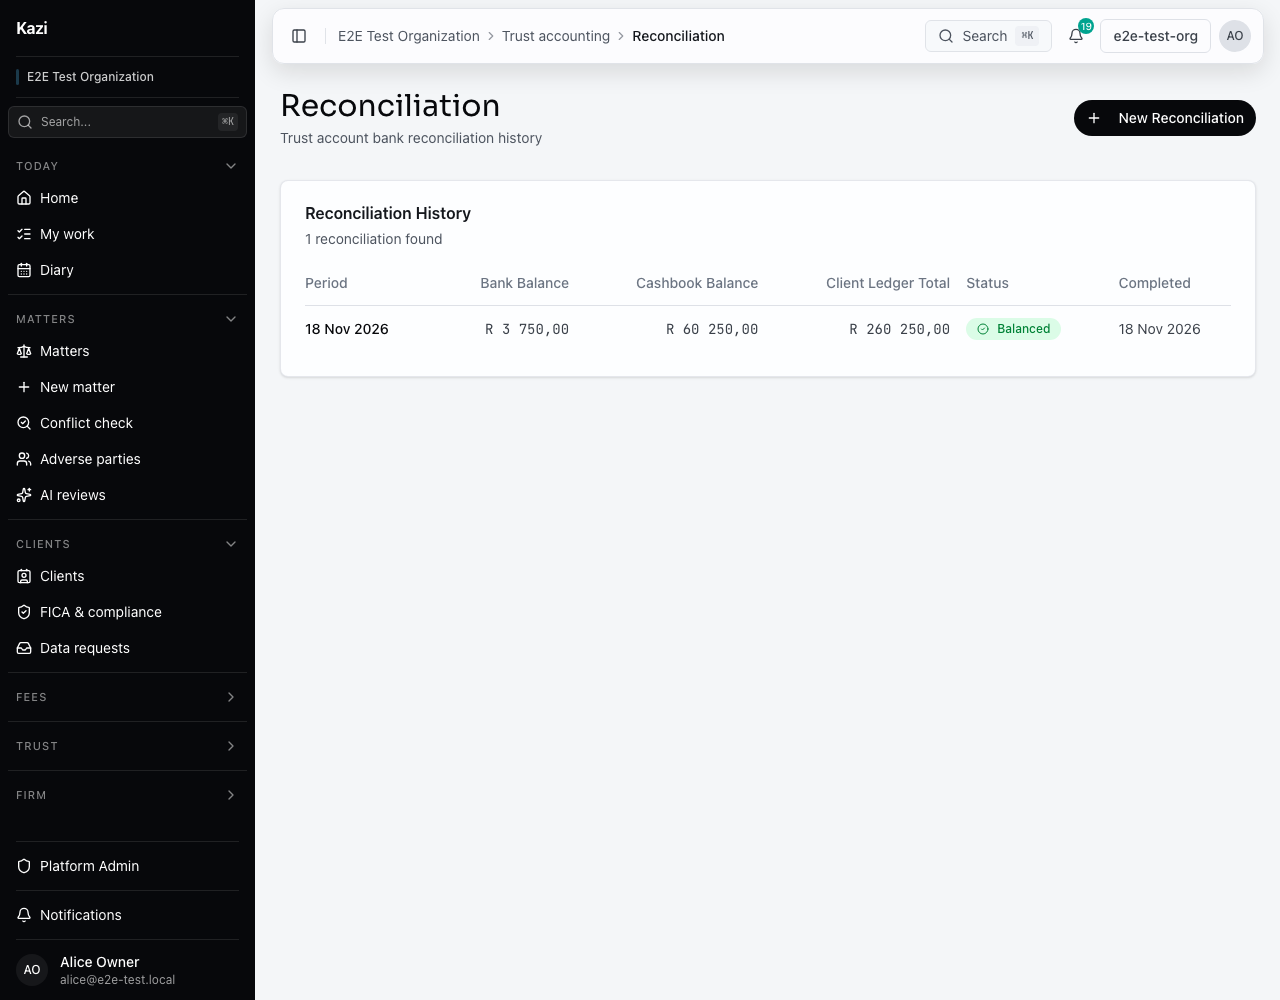 Kazi
E2E Test Organization
Search... ⌘K
TODAY
Home
My work
Diary
MATTERS
Matters
New matter
Conflict check
Adverse parties
AI reviews
CLIENTS
Clients
FICA & compliance
Data requests
FEES
TRUST
FIRM
Platform Admin
Notifications
AO
Alice Owner
alice@e2e-test.local
E2E Test Organization > Trust accounting > Reconciliation
Search ⌘K
19
e2e-test-org
AO
Reconciliation
Trust account bank reconciliation history
New Reconciliation
Reconciliation History
1 reconciliation found
Period Bank Balance Cashbook Balance Client Ledger Total Status Completed
18 Nov 2026 R 3 750,00 R 60 250,00 R 260 250,00 Balanced 18 Nov 2026